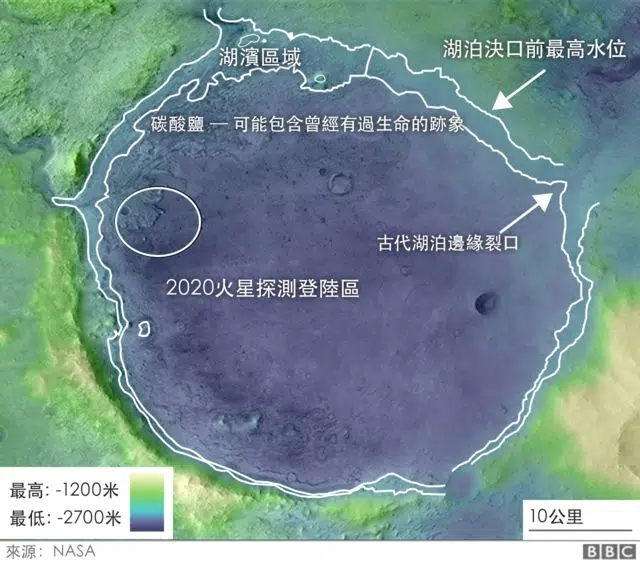 湖濱區域
湖泊決口前最高水位
碳酸鹽 — 可能包含曾經有過生命的跡象
古代湖泊邊緣裂口
2020火星探測登陸區
最高: -1200米
最低: -2700米
10公里
來源: NASA
BBC